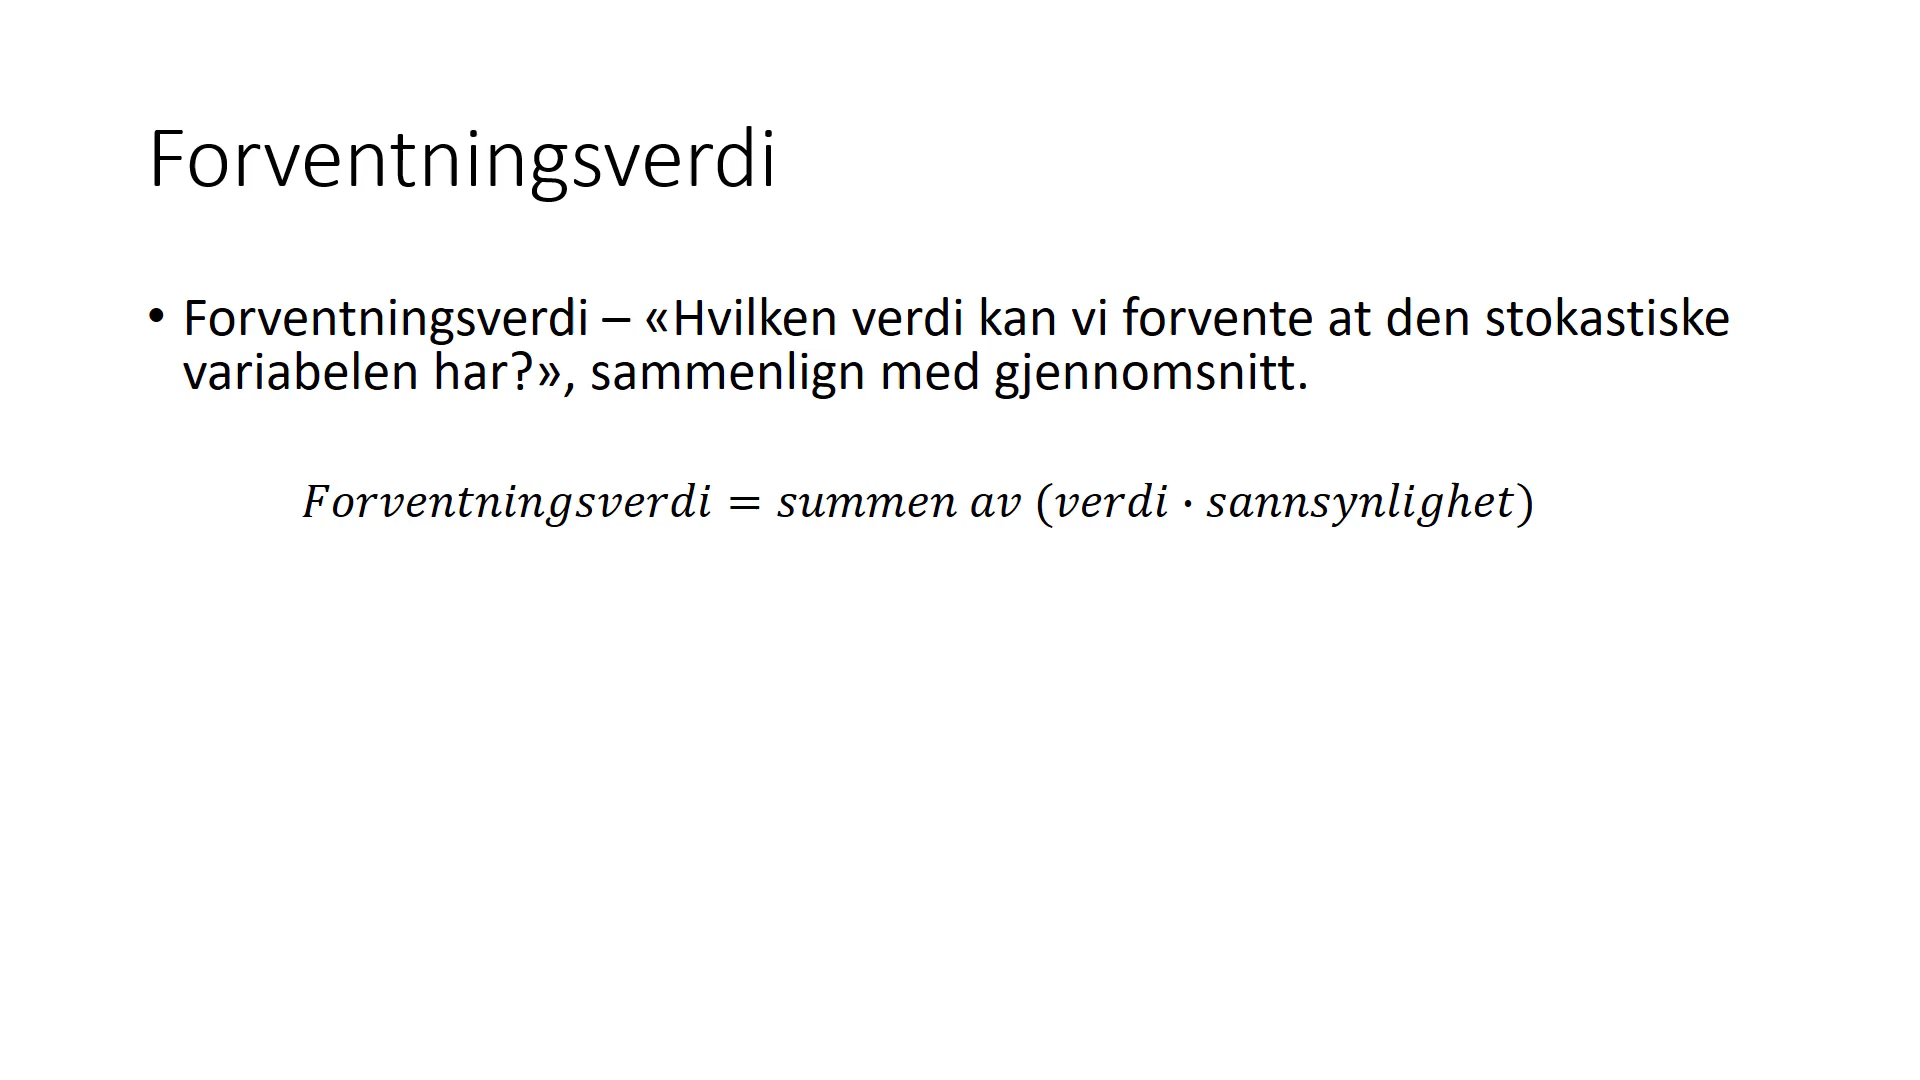 Forventningsverdi
• Forventningsverdi – «Hvilken verdi kan vi forvente at den stokastiske
variabelen har?», sammenlign med gjennomsnitt.
Forventningsverdi = summen av (verdi · sannsynlighet)